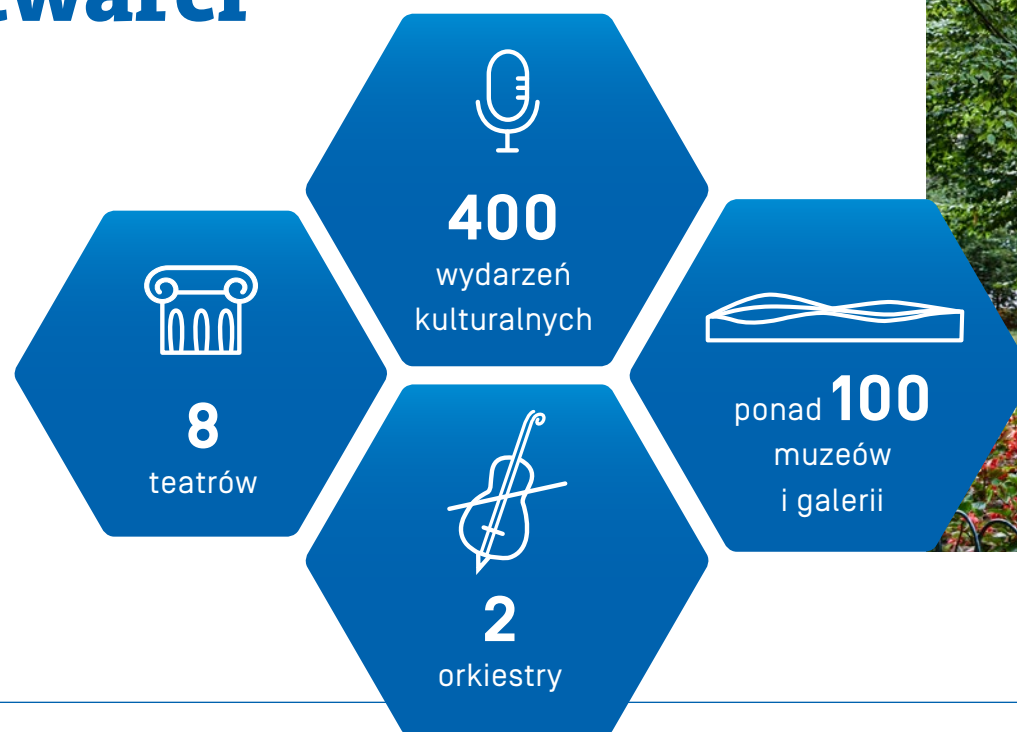 400
wydarzeń
kulturalnych
8
teatrów
ponad 100
muzeów
i galerii
2
orkiestry